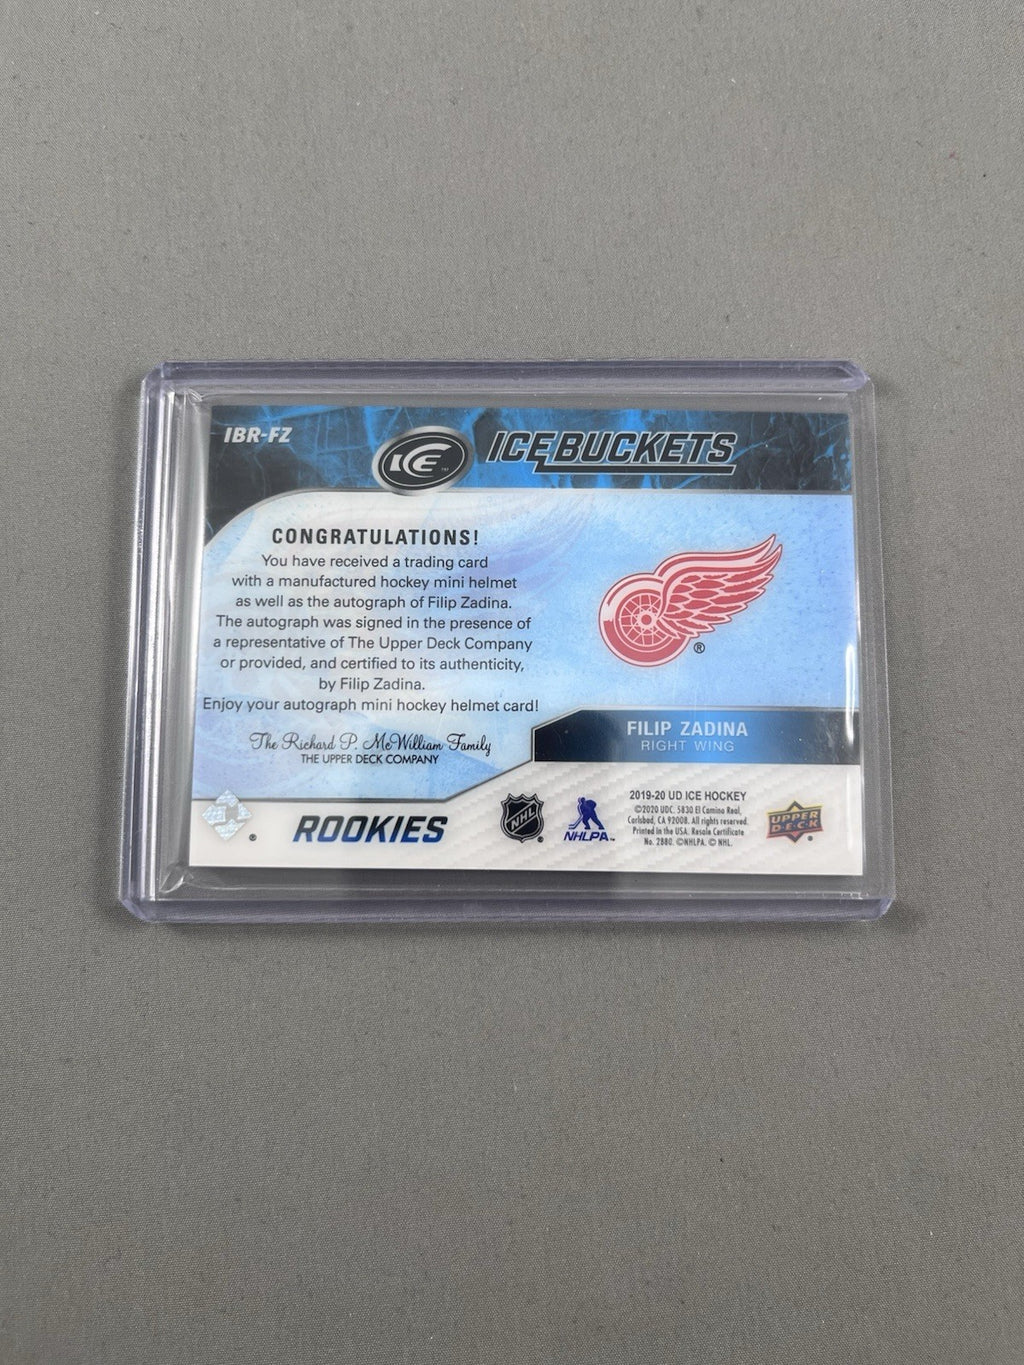 IBR-FZ
ICE TM
ICE BUCKETS
CONGRATULATIONS!
You have received a trading card
with a manufactured hockey mini helmet
as well as the autograph of Filip Zadina.
The autograph was signed in the presence of
a representative of The Upper Deck Company
or provided, and certified to its authenticity,
by Filip Zadina.
Enjoy your autograph mini hockey helmet card!
The Richard P. McWilliam Family
THE UPPER DECK COMPANY
®
FILIP ZADINA
RIGHT WING
®
ROOKIES
NHL ®
NHLPA™
2019-20 UD ICE HOCKEY
©2020 UDC. 5830 El Camino Real,
Carlsbad, CA 92008. All rights reserved.
Printed in the USA. Resale Certificate
No. 2880. ©NHLPA. © NHL.
UPPER
DECK ®